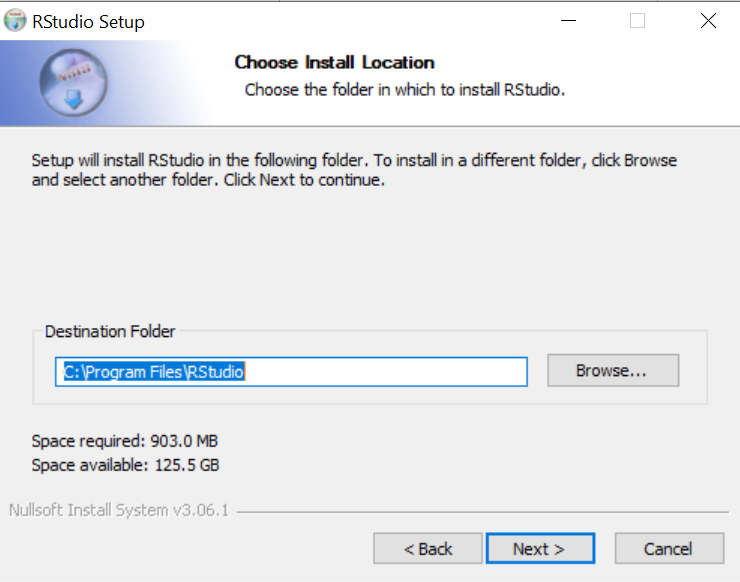 RStudio Setup
Choose Install Location
Choose the folder in which to install RStudio.
Setup will install RStudio in the following folder. To install in a different folder, click Browse
and select another folder. Click Next to continue.
Destination Folder
C:\Program Files\RStudio
Browse...
Space required: 903.0 MB
Space available: 125.5 GB
Nullsoft Install System v3.06.1
< Back
Next >
Cancel